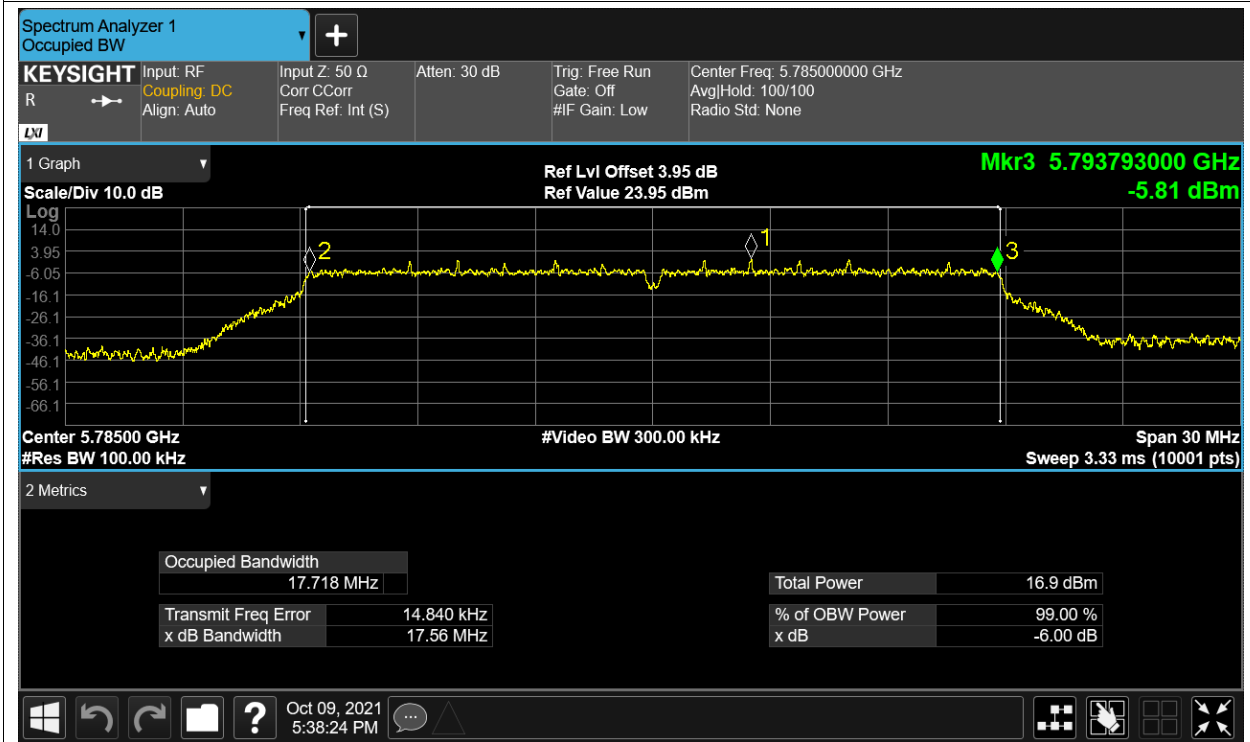 Spectrum Analyzer 1
Occupied BW
+
KEYSIGHT
R
LXI
Input: RF
Coupling: DC
Align: Auto
Input Z: 50 Ω
Corr CCorr
Freq Ref: Int (S)
Atten: 30 dB
Trig: Free Run
Gate: Off
#IF Gain: Low
Center Freq: 5.785000000 GHz
Avg|Hold: 100/100
Radio Std: None
1 Graph
Scale/Div 10.0 dB
Ref Lvl Offset 3.95 dB
Ref Value 23.95 dBm
Mkr3 5.793793000 GHz
-5.81 dBm
Log
14.0
3.95
-6.05
-16.1
-26.1
-36.1
-46.1
-56.1
-66.1
2
1
3
Center 5.78500 GHz
#Res BW 100.00 kHz
#Video BW 300.00 kHz
Span 30 MHz
Sweep 3.33 ms (10001 pts)
2 Metrics
Occupied Bandwidth
17.718 MHz
Transmit Freq Error 14.840 kHz
x dB Bandwidth 17.56 MHz
Total Power 16.9 dBm
% of OBW Power 99.00 %
x dB -6.00 dB
?
Oct 09, 2021
5:38:24 PM